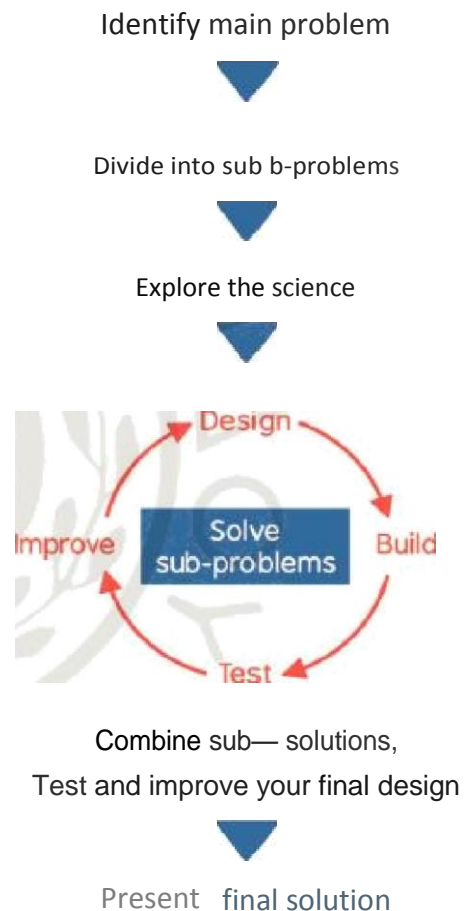 Identify main problem
Divide into sub b-problems
Explore the science
Design
Improve
Solve
sub-problems
Build
Test
Combine sub— solutions,
Test and improve your final design
Present final solution